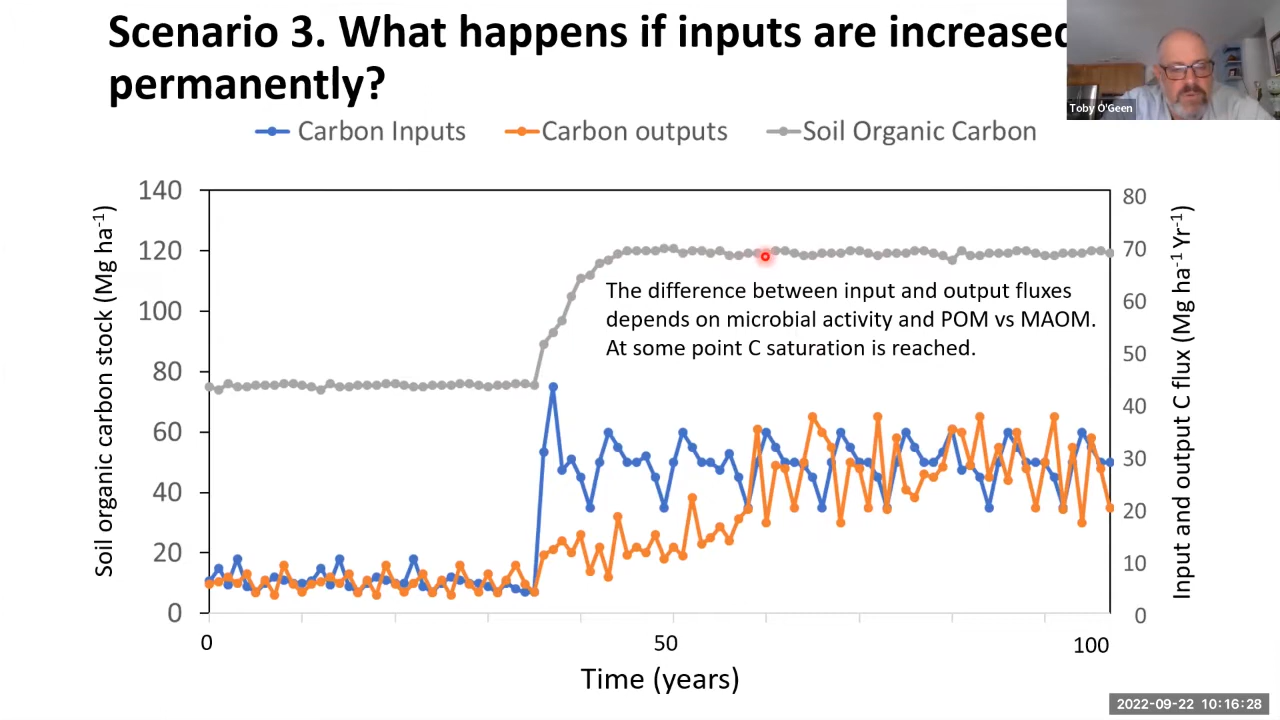 Scenario 3. What happens if inputs are increased
permanently?
Toby O'Geen
Carbon Inputs
Carbon outputs
Soil Organic Carbon
Soil organic carbon stock (Mg ha-1)
140
120
100
80
60
40
20
0
The difference between input and output fluxes
depends on microbial activity and POM vs MAOM.
At some point C saturation is reached.
80
70
60
50
40
30
20
10
0
Input and output C flux (Mg ha-1Yr-1)
0
50
100
Time (years)
2022-09-22 10:16:28